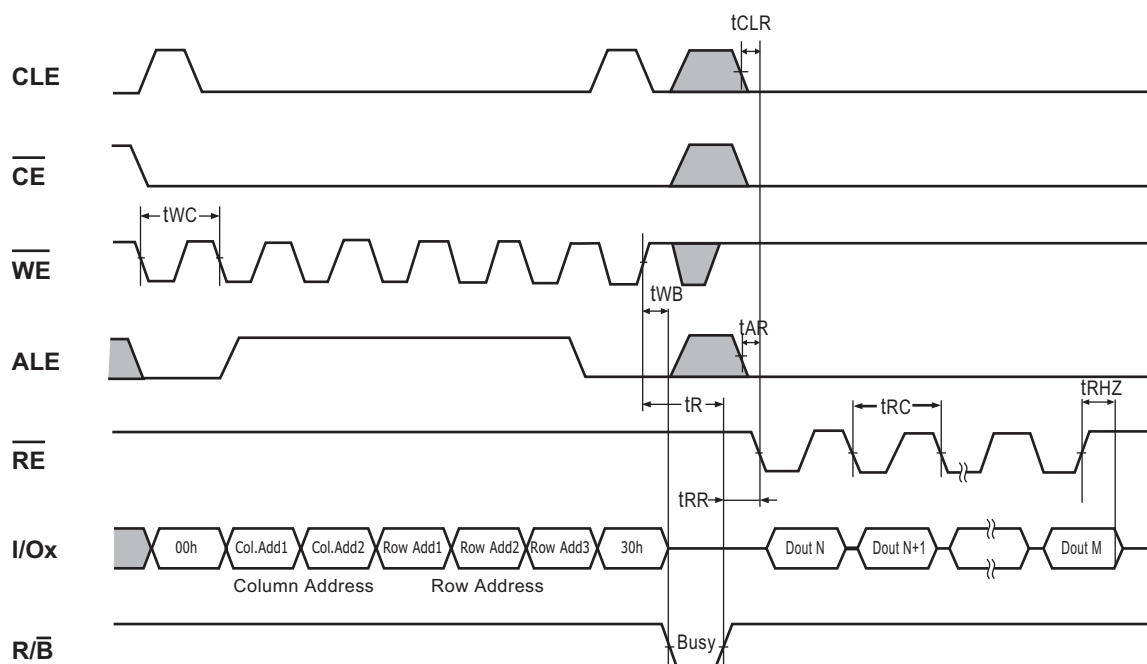 tCLR
CLE
CE
tWC
WE
tWB
tAR
ALE
tR
tRC
tRHZ
RE
tRR
I/Ox
00h
Col.Add1
Col.Add2
Row Add1
Row Add2
Row Add3
30h
Dout N
Dout N+1
Dout M
Column Address
Row Address
Busy
R/B